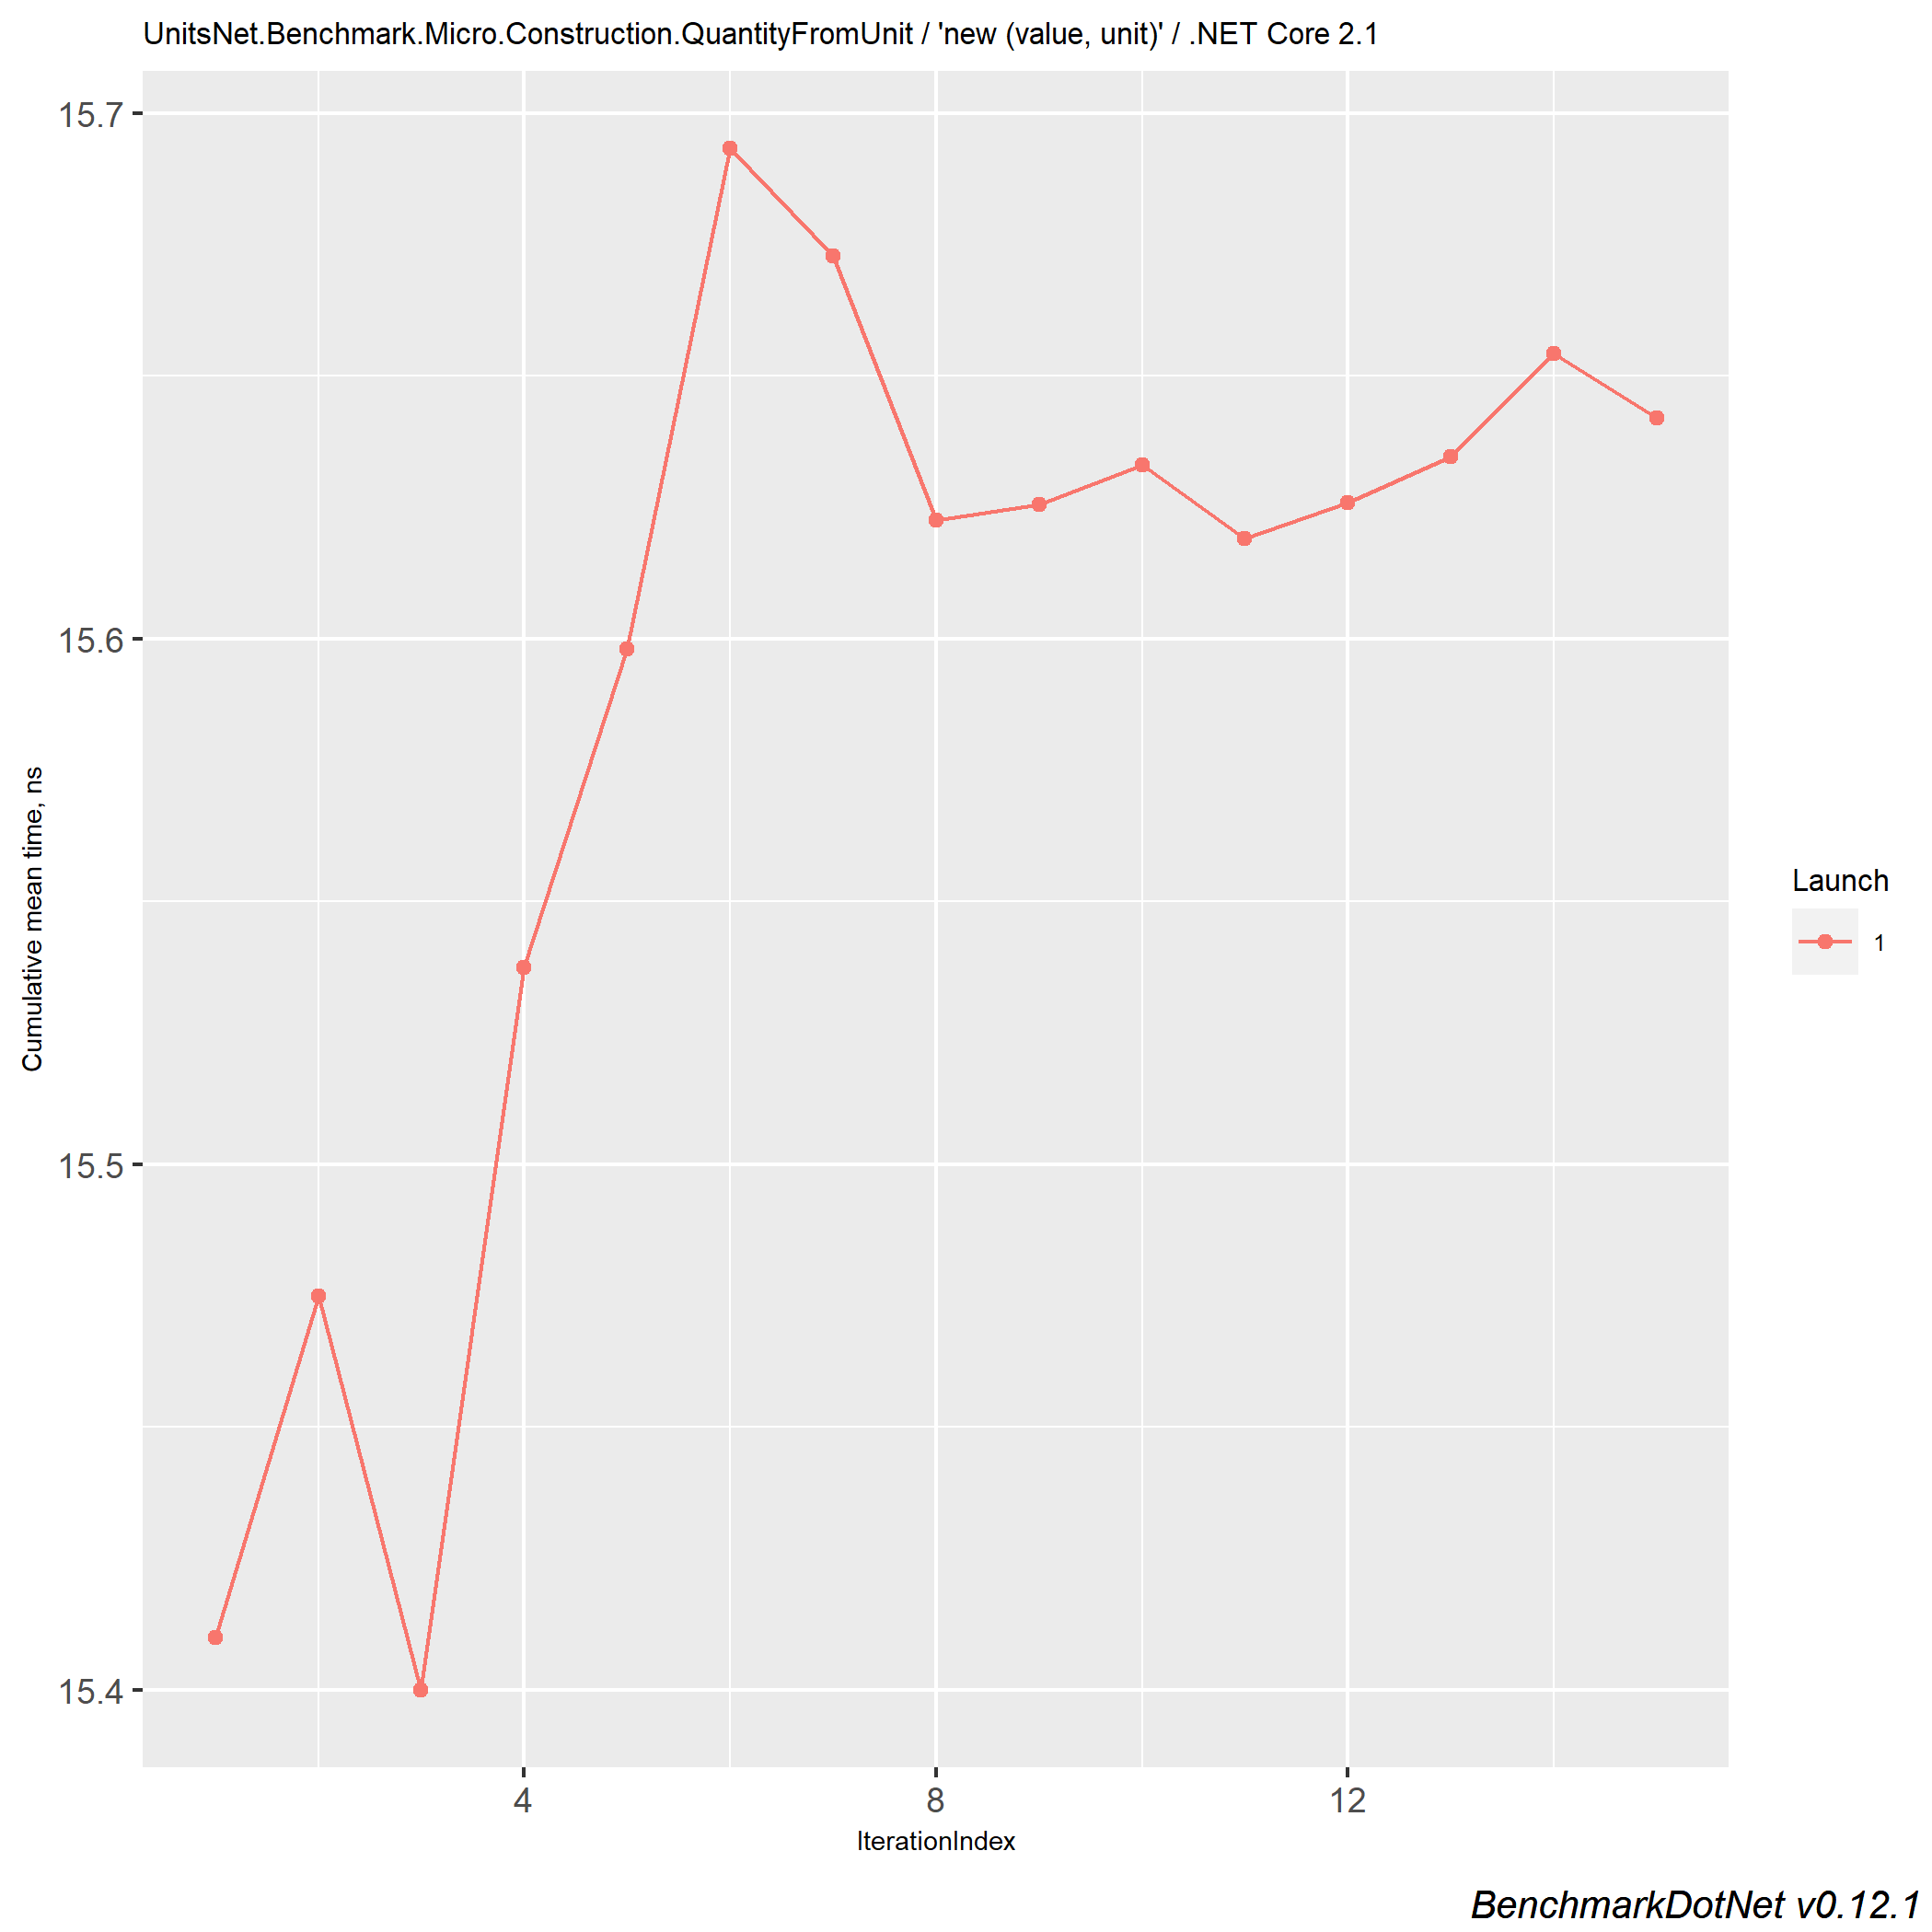 UnitsNet.Benchmark.Micro.Construction.QuantityFromUnit / 'new (value, unit)' / .NET Core 2.1
15.7
15.6
15.5
15.4
Cumulative mean time, ns
4
8
12
IterationIndex
Launch
1
BenchmarkDotNet v0.12.1